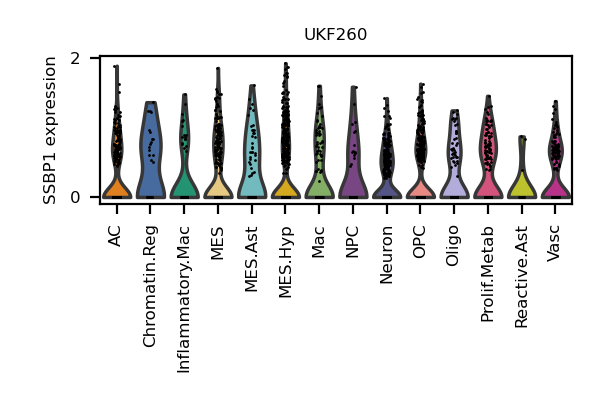 UKF260
SSBP1 expression
2
0
AC
Chromatin.Reg
Inflammatory.Mac
MES
MES.Ast
MES.Hyp
Mac
NPC
Neuron
OPC
Oligo
Prolif.Metab
Reactive.Ast
Vasc